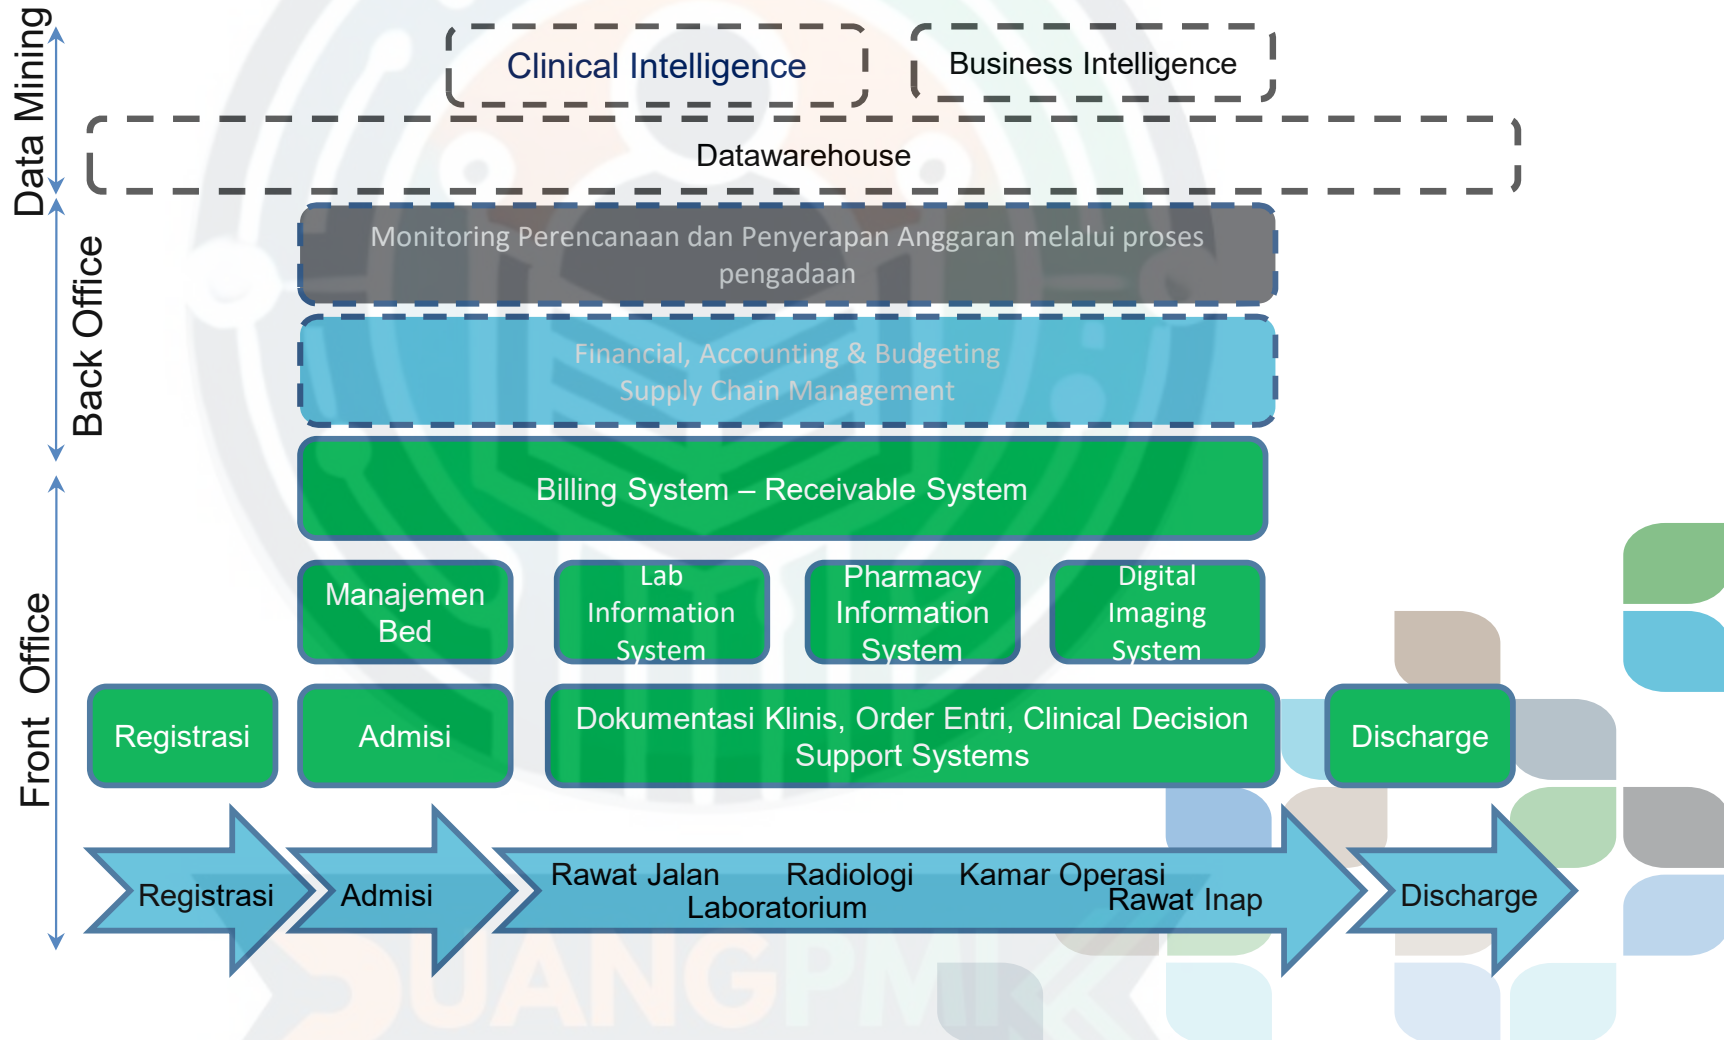 Data Mining
Clinical Intelligence
Business Intelligence
Datawarehouse
Back Office
Monitoring Perencanaan dan Penyerapan Anggaran melalui proses
pengadaan
Financial, Accounting & Budgeting
Supply Chain Management
Front Office
Billing System – Receivable System
Manajemen
Bed
Lab
Information
System
Pharmacy
Information
System
Digital
Imaging
System
Registrasi
Admisi
Dokumentasi Klinis, Order Entri, Clinical Decision
Support Systems
Discharge
Registrasi
Admisi
Rawat Jalan
Radiologi
Kamar Operasi
Laboratorium
Rawat Inap
Discharge
RUANGPMIK